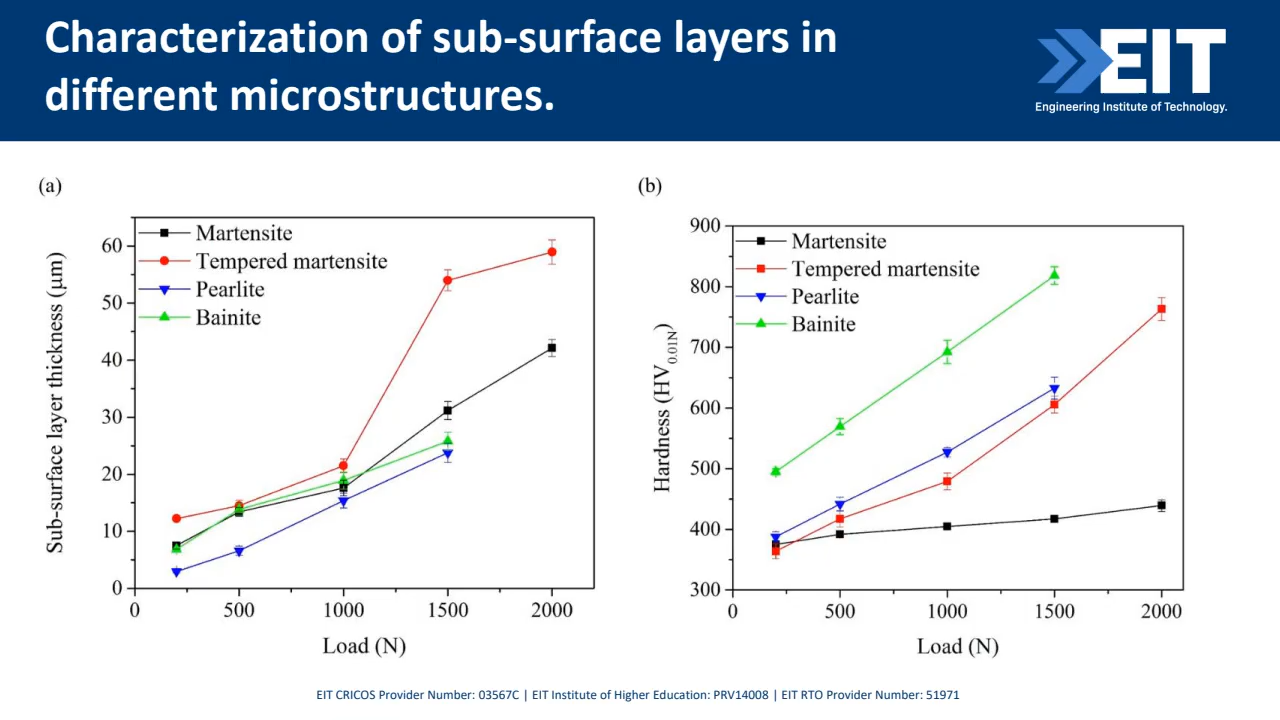 Characterization of sub-surface layers in
different microstructures.
EIT
Engineering Institute of Technology.
(a)
Sub-surface layer thickness (μm)
60
50
40
30
20
10
0
Martensite
Tempered martensite
Pearlite
Bainite
0 500 1000 1500 2000
Load (N)
(b)
Hardness (HV0.01N)
900
800
700
600
500
400
300
Martensite
Tempered martensite
Pearlite
Bainite
0 500 1000 1500 2000
Load (N)
EIT CRICOS Provider Number: 03567C | EIT Institute of Higher Education: PRV14008 | EIT RTO Provider Number: 51971